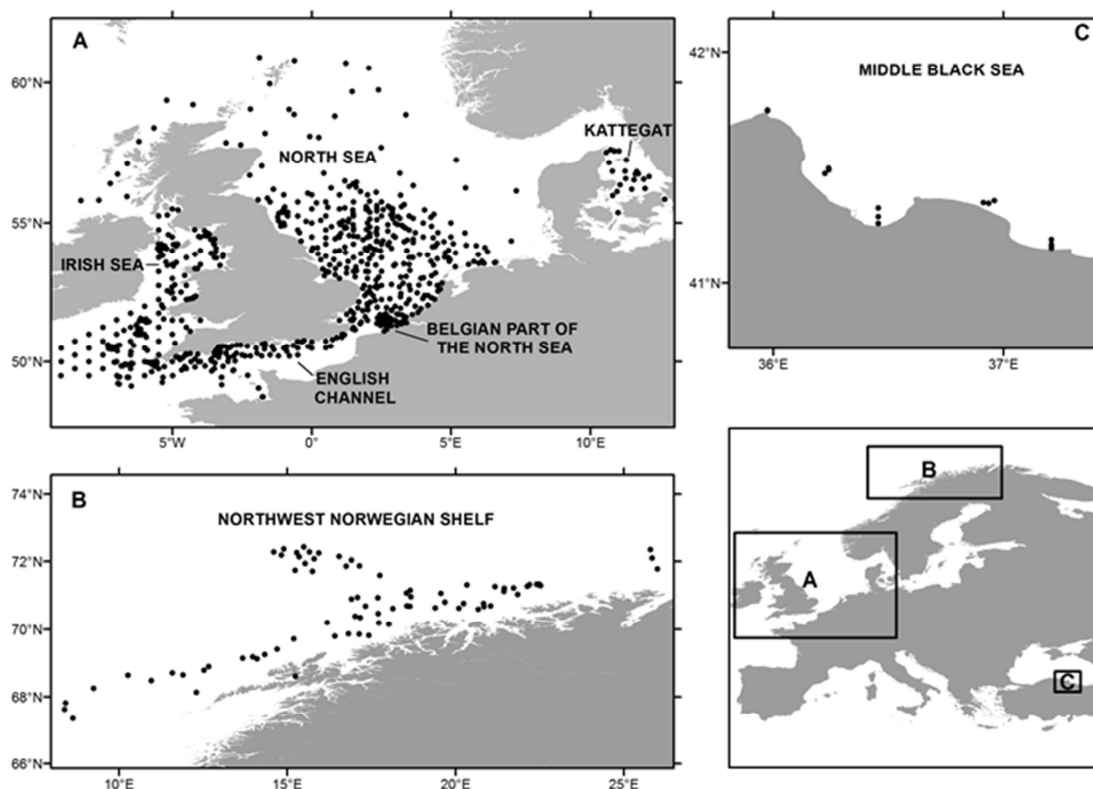 A
60°N
55°N
50°N
5°W
0°
5°E
10°E
NORTH SEA
KATTEGAT
IRISH SEA
BELGIAN PART OF
THE NORTH SEA
ENGLISH
CHANNEL
C
42°N
41°N
36°E
37°E
MIDDLE BLACK SEA
B
74°N
72°N
70°N
68°N
66°N
10°E
15°E
20°E
25°E
NORTHWEST NORWEGIAN SHELF
B
A
C